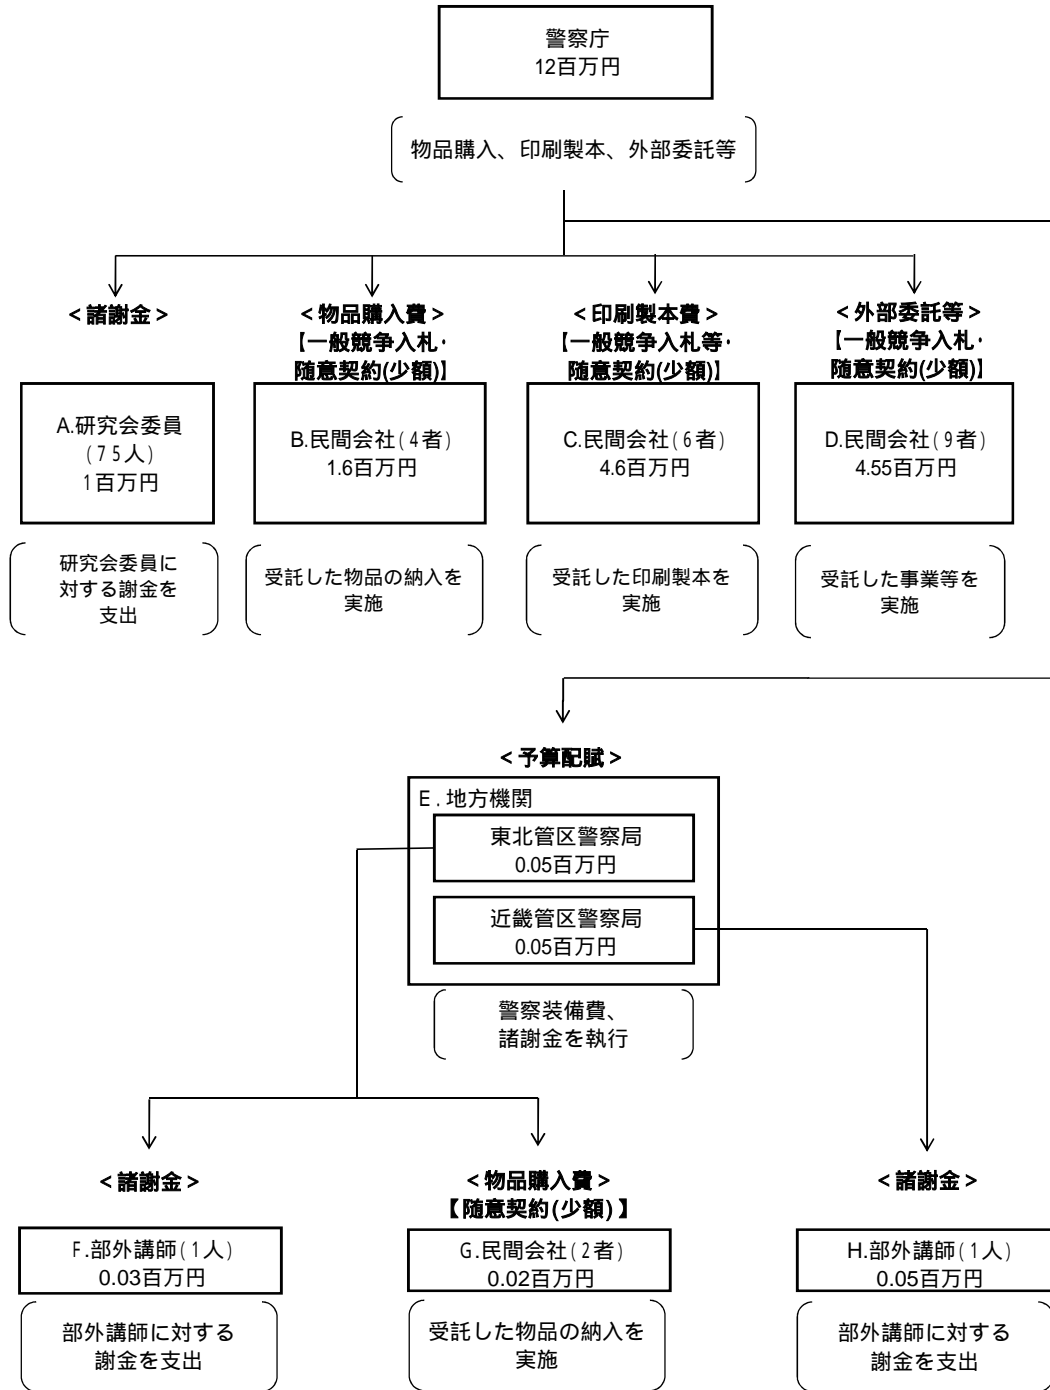 警察庁
12百万円
物品購入、印刷製本、外部委託等
<諸謝金>
<物品購入費>
【一般競争入札・
随意契約(少額)】
<印刷製本費>
【一般競争入札等・
随意契約(少額)】
<外部委託等>
【一般競争入札・
随意契約(少額)】
A.研究会委員
(75人)
1百万円
B.民間会社(4者)
1.6百万円
C.民間会社(6者)
4.6百万円
D.民間会社(9者)
4.55百万円
研究会委員に
対する謝金を
支出
受託した物品の納入を
実施
受託した印刷製本を
実施
受託した事業等を
実施
<予算配賦>
E.地方機関
東北管区警察局
0.05百万円
近畿管区警察局
0.05百万円
警察装備費、
諸謝金を執行
<諸謝金>
<物品購入費>
【随意契約(少額)】
<諸謝金>
F.部外講師(1人)
0.03百万円
G.民間会社(2者)
0.02百万円
H.部外講師(1人)
0.05百万円
部外講師に対する
謝金を支出
受託した物品の納入を
実施
部外講師に対する
謝金を支出